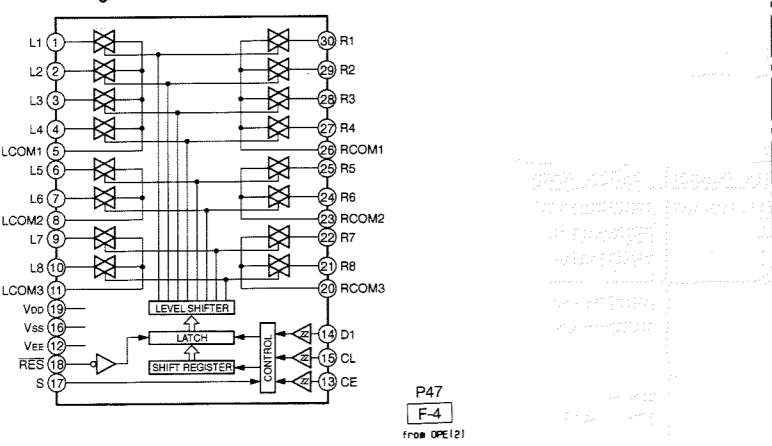 L1 1 30 R1
L2 2 29 R2
L3 3 28 R3
L4 4 27 R4
LCOM1 5 26 RCOM1
L5 6 25 R5
L6 7 24 R6
LCOM2 8 23 RCOM2
L7 9 22 R7
L8 10 21 R8
LCOM3 11 20 RCOM3
VDD 19 LEVEL SHIFTER
VSS 16 LATCH 14 D1
VEE 12 CONTROL 15 CL
RES 18 SHIFT REGISTER
S 17 13 CE
P47
F-4
from OPE[2]